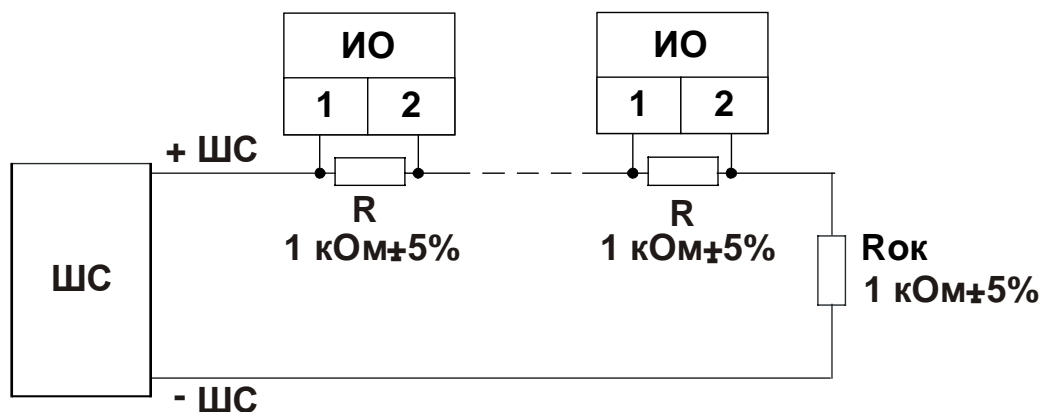 ИО
ИО
1 2
1 2
+ ШС
R
1 кОм±5%
R
1 кОм±5%
ШС
Rок
1 кОм±5%
- ШС